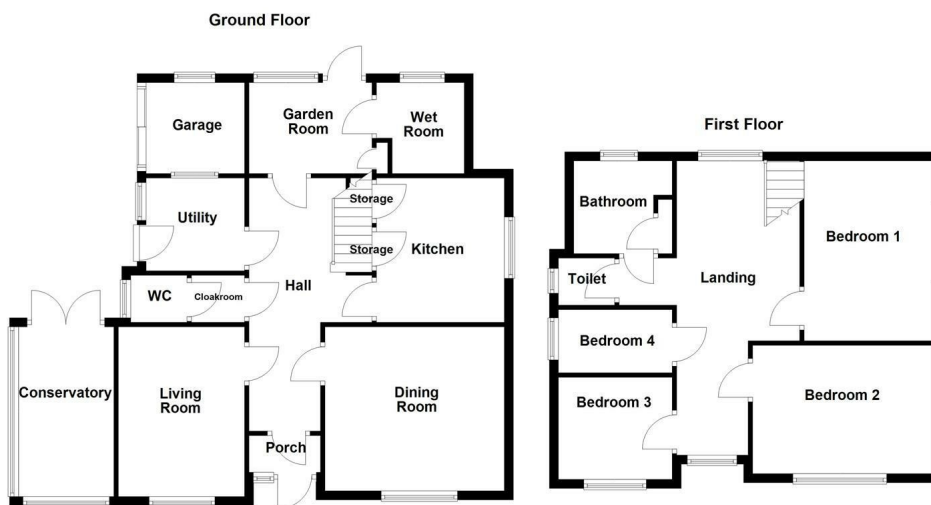 Ground Floor
Garage
Garden
Room
Wet
Room
Utility
Storage
Storage
Kitchen
Hall
WC
Cloakroom
Conservatory
Living
Room
Dining
Room
Porch
First Floor
Bathroom
Bedroom 1
Toilet
Landing
Bedroom 4
Bedroom 3
Bedroom 2